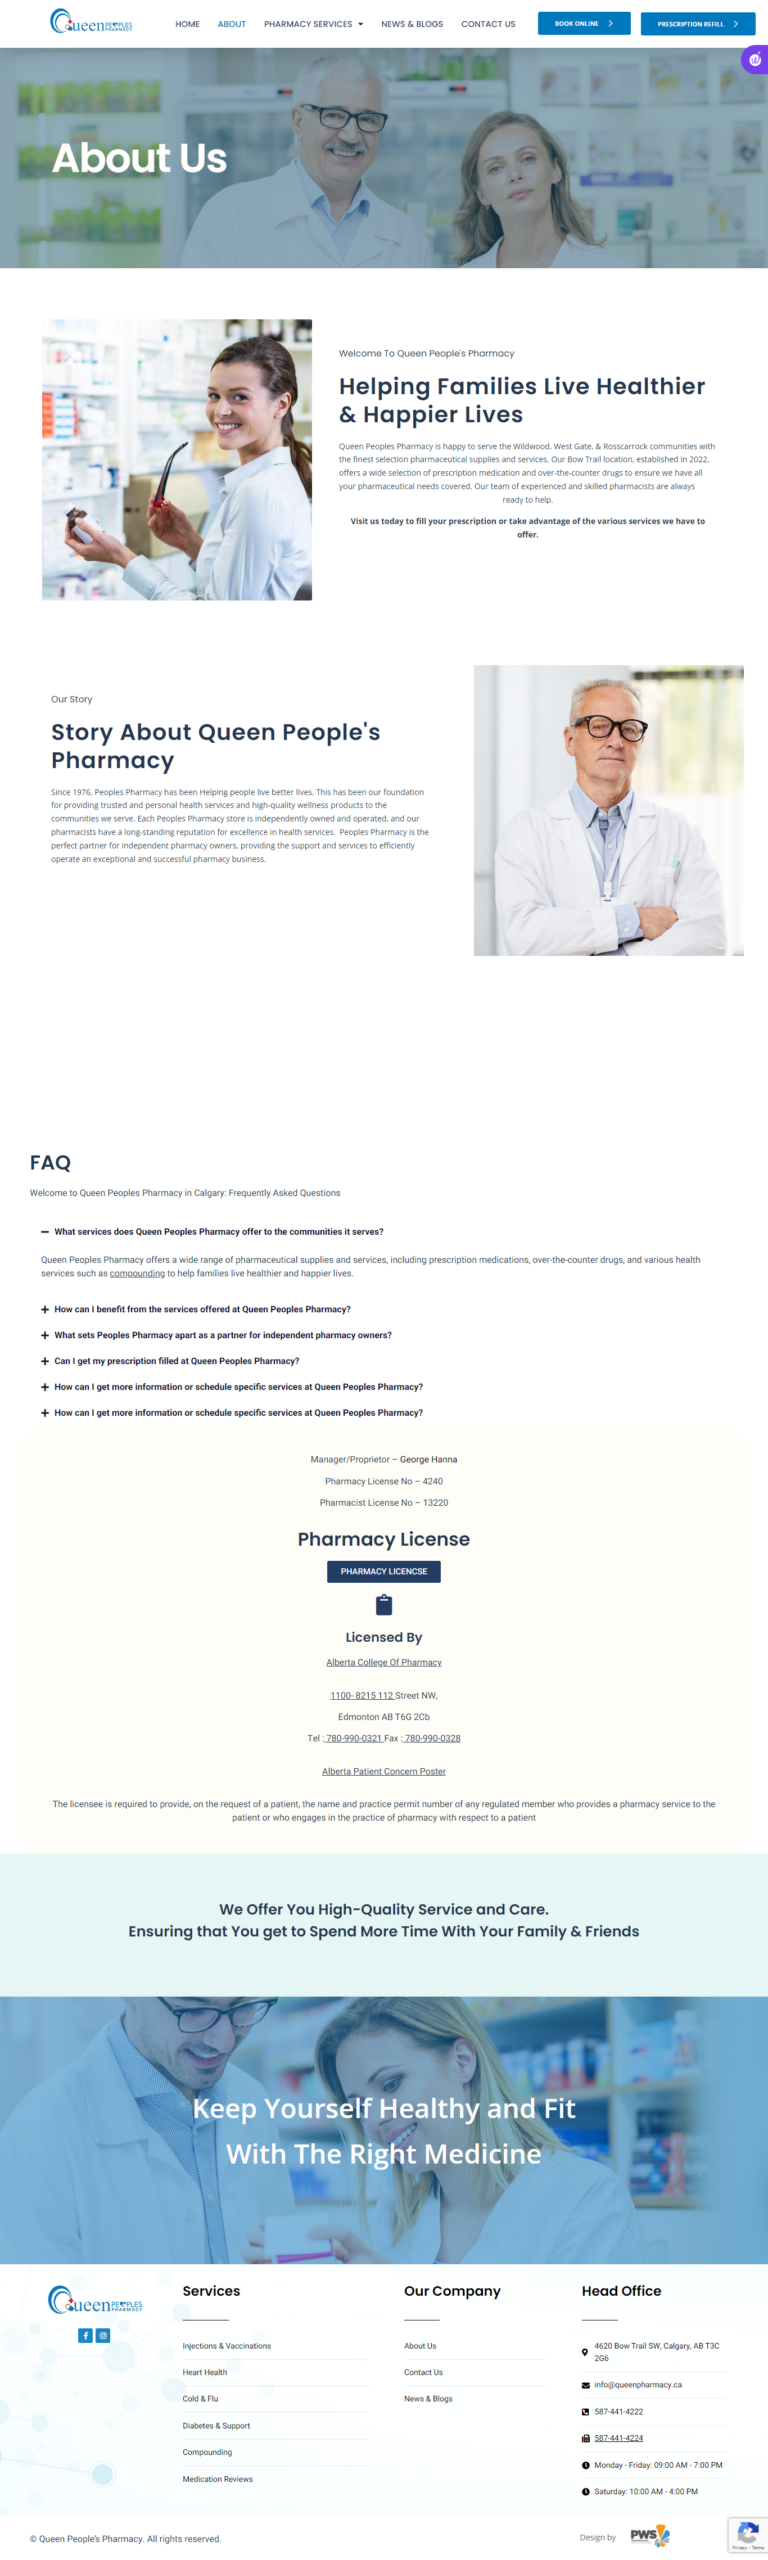 Queen PEOPLES PHARMACY
HOME
ABOUT
PHARMACY SERVICES
NEWS & BLOGS
CONTACT US
BOOK ONLINE
PRESCRIPTION REFILL
About Us
Welcome To Queen People's Pharmacy
Helping Families Live Healthier
& Happier Lives
Queen Peoples Pharmacy is happy to serve the Wildwood, West Gate, & Rosscarrock communities with
the finest selection pharmaceutical supplies and services. Our Bow Trail location, established in 2022,
offers a wide selection of prescription medication and over-the-counter drugs to ensure we have all
your pharmaceutical needs covered. Our team of experienced and skilled pharmacists are always
ready to help.
Visit us today to fill your prescription or take advantage of the various services we have to
offer.
Our Story
Story About Queen People's
Pharmacy
Since 1976, Peoples Pharmacy has been Helping people live better lives. This has been our foundation
for providing trusted and personal health services and high-quality wellness products to the
communities we serve. Each Peoples Pharmacy store is independently owned and operated, and our
pharmacists have a long-standing reputation for excellence in health services. Peoples Pharmacy is the
perfect partner for independent pharmacy owners, providing the support and services to efficiently
operate an exceptional and successful pharmacy business.
FAQ
Welcome to Queen Peoples Pharmacy in Calgary: Frequently Asked Questions
What services does Queen Peoples Pharmacy offer to the communities it serves?
Queen Peoples Pharmacy offers a wide range of pharmaceutical supplies and services, including prescription medications, over-the-counter drugs, and various health
services such as compounding to help families live healthier and happier lives.
How can I benefit from the services offered at Queen Peoples Pharmacy?
What sets Peoples Pharmacy apart as a partner for independent pharmacy owners?
Can I get my prescription filled at Queen Peoples Pharmacy?
How can I get more information or schedule specific services at Queen Peoples Pharmacy?
How can I get more information or schedule specific services at Queen Peoples Pharmacy?
Manager/Proprietor – George Hanna
Pharmacy License No – 4240
Pharmacist License No – 13220
Pharmacy License
PHARMACY LICENCSE
Licensed By
Alberta College Of Pharmacy
1100- 8215 112 Street NW,
Edmonton AB T6G 2Cb
Tel : 780-990-0321 Fax : 780-990-0328
Alberta Patient Concern Poster
The licensee is required to provide, on the request of a patient, the name and practice permit number of any regulated member who provides a pharmacy service to the
patient or who engages in the practice of pharmacy with respect to a patient
We Offer You High-Quality Service and Care.
Ensuring that You get to Spend More Time With Your Family & Friends
Keep Yourself Healthy and Fit
With The Right Medicine
Queen PEOPLES PHARMACY
Services
Injections & Vaccinations
Heart Health
Cold & Flu
Diabetes & Support
Compounding
Medication Reviews
Our Company
About Us
Contact Us
News & Blogs
Head Office
4620 Bow Trail SW, Calgary, AB T3C
2G6
info@queenpharmacy.ca
587-441-4222
587-441-4224
Monday - Friday: 09:00 AM - 7:00 PM
Saturday: 10:00 AM - 4:00 PM
© Queen People's Pharmacy. All rights reserved.
Design by
PWS
Privacy - Terms